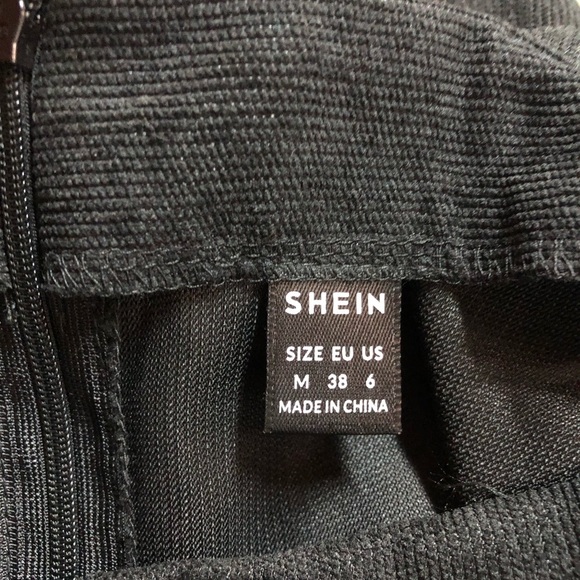 SHEIN
SIZE EU US
M 38 6
MADE IN CHINA